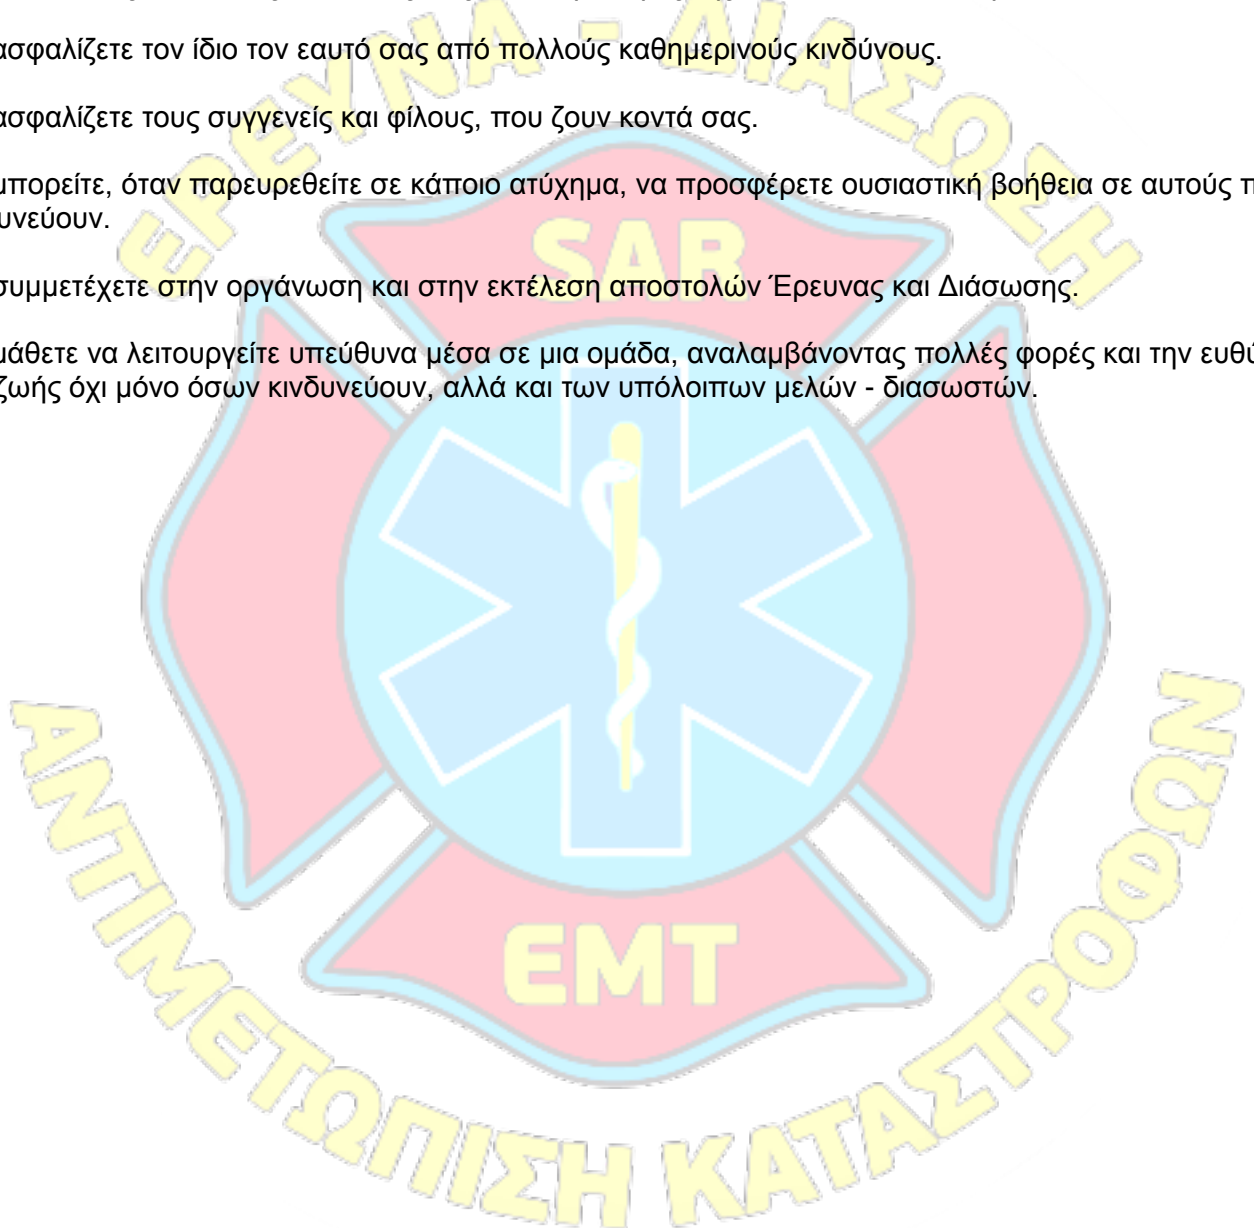 ασφαλίζετε τον ίδιο τον εαυτό σας από πολλούς καθημερινούς κινδύνους.
ασφαλίζετε τους συγγενείς και φίλους, που ζουν κοντά σας.
μπορείτε, όταν παρευρεθείτε σε κάποιο ατύχημα, να προσφέρετε ουσιαστική βοήθεια σε αυτούς π
υνεύουν.
συμμετέχετε στην οργάνωση και στην εκτέλεση αποστολών Έρευνας και Διάσωσης.
μάθετε να λειτουργείτε υπεύθυνα μέσα σε μια ομάδα, αναλαμβάνοντας πολλές φορές και την ευθύ
ζωής όχι μόνο όσων κινδυνεύουν, αλλά και των υπόλοιπων μελών - διασωστών.
ΕΡΕΥΝΑ - ΔΙΑΣΩΣΗ
SAR
EMT
ΑΝΤΙΜΕΤΩΠΙΣΗ ΚΑΤΑΣΤΡΟΦΩΝ